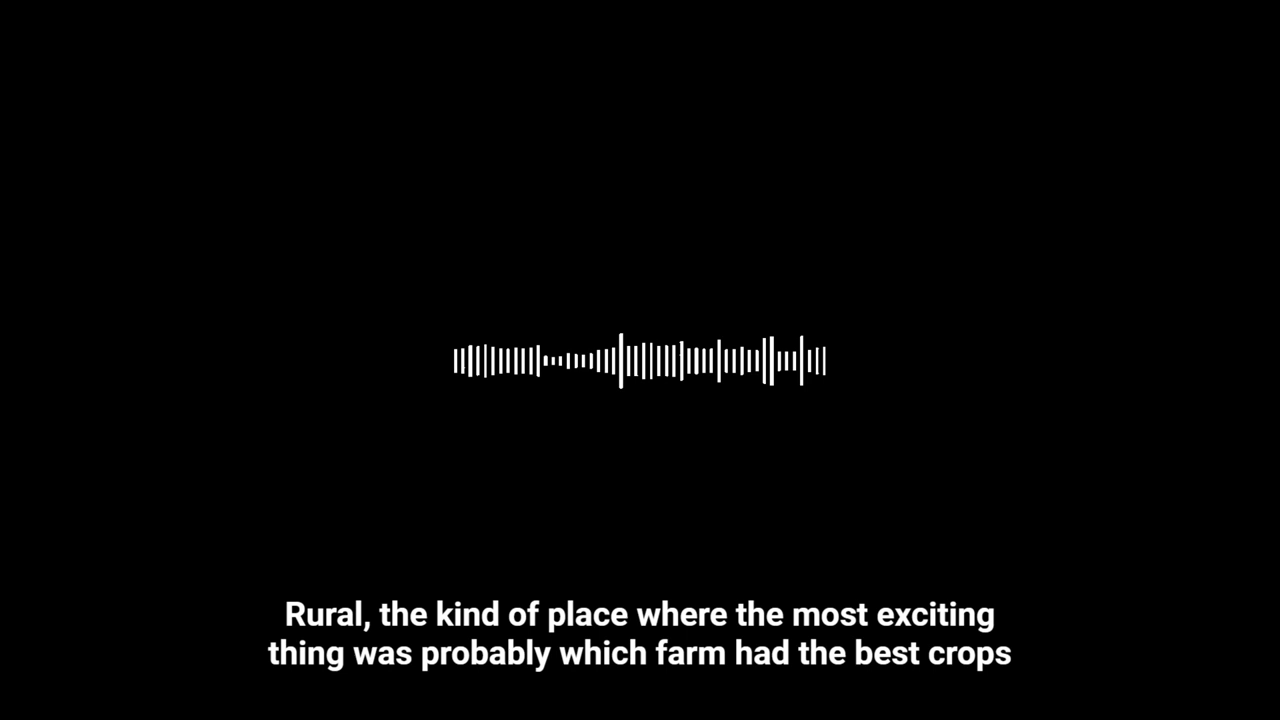 Rural, the kind of place where the most exciting
thing was probably which farm had the best crops